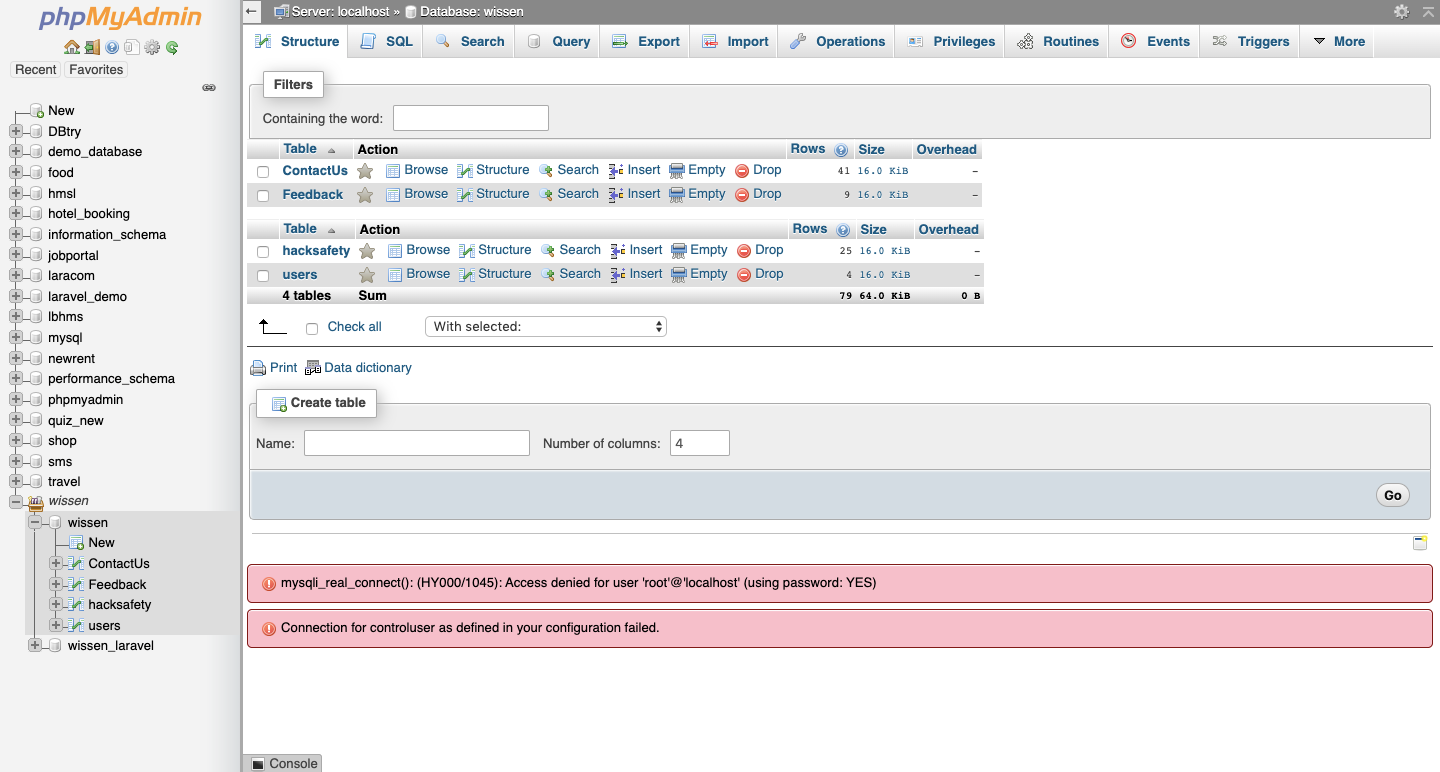 phpMyAdmin
Recent Favorites
New
DBtry
demo_database
food
hmsl
hotel_booking
information_schema
jobportal
laracom
laravel_demo
lbhms
mysql
newrent
performance_schema
phpmyadmin
quiz_new
shop
sms
travel
wissen
wissen
New
ContactUs
Feedback
hacksafety
users
wissen_laravel
Server: localhost » Database: wissen
Structure SQL Search Query Export Import Operations Privileges Routines Events Triggers More
Filters
Containing the word:
Table Action Rows Size Overhead
ContactUs Browse Structure Search Insert Empty Drop 41 16.0 KiB –
Feedback Browse Structure Search Insert Empty Drop 9 16.0 KiB –
Table Action Rows Size Overhead
hacksafety Browse Structure Search Insert Empty Drop 25 16.0 KiB –
users Browse Structure Search Insert Empty Drop 4 16.0 KiB –
4 tables Sum 79 64.0 KiB 0 B
Check all With selected:
Print Data dictionary
Create table
Name: Number of columns: 4
Go
mysqli_real_connect(): (HY000/1045): Access denied for user 'root'@'localhost' (using password: YES)
Connection for controluser as defined in your configuration failed.
Console